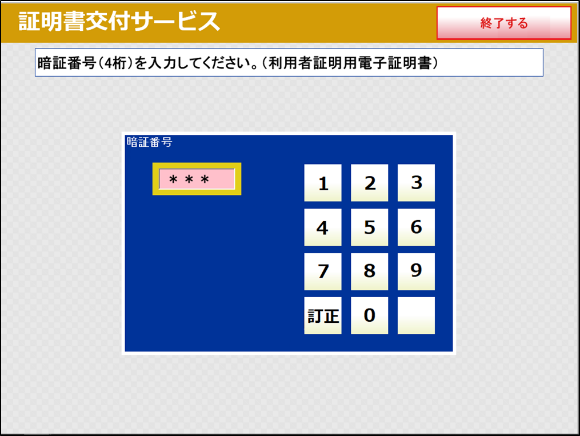 証明書交付サービス
終了する
暗証番号(4桁)を入力してください。(利用者証明用電子証明書)
暗証番号
***
1 2 3
4 5 6
7 8 9
訂正 0